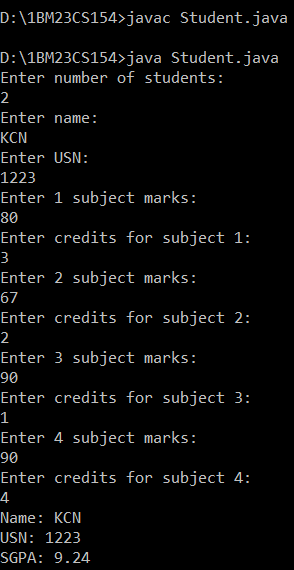 D:\1BM23CS154>javac Student.java
D:\1BM23CS154>java Student.java
Enter number of students:
2
Enter name:
KCN
Enter USN:
1223
Enter 1 subject marks:
80
Enter credits for subject 1:
3
Enter 2 subject marks:
67
Enter credits for subject 2:
2
Enter 3 subject marks:
90
Enter credits for subject 3:
1
Enter 4 subject marks:
90
Enter credits for subject 4:
4
Name: KCN
USN: 1223
SGPA: 9.24